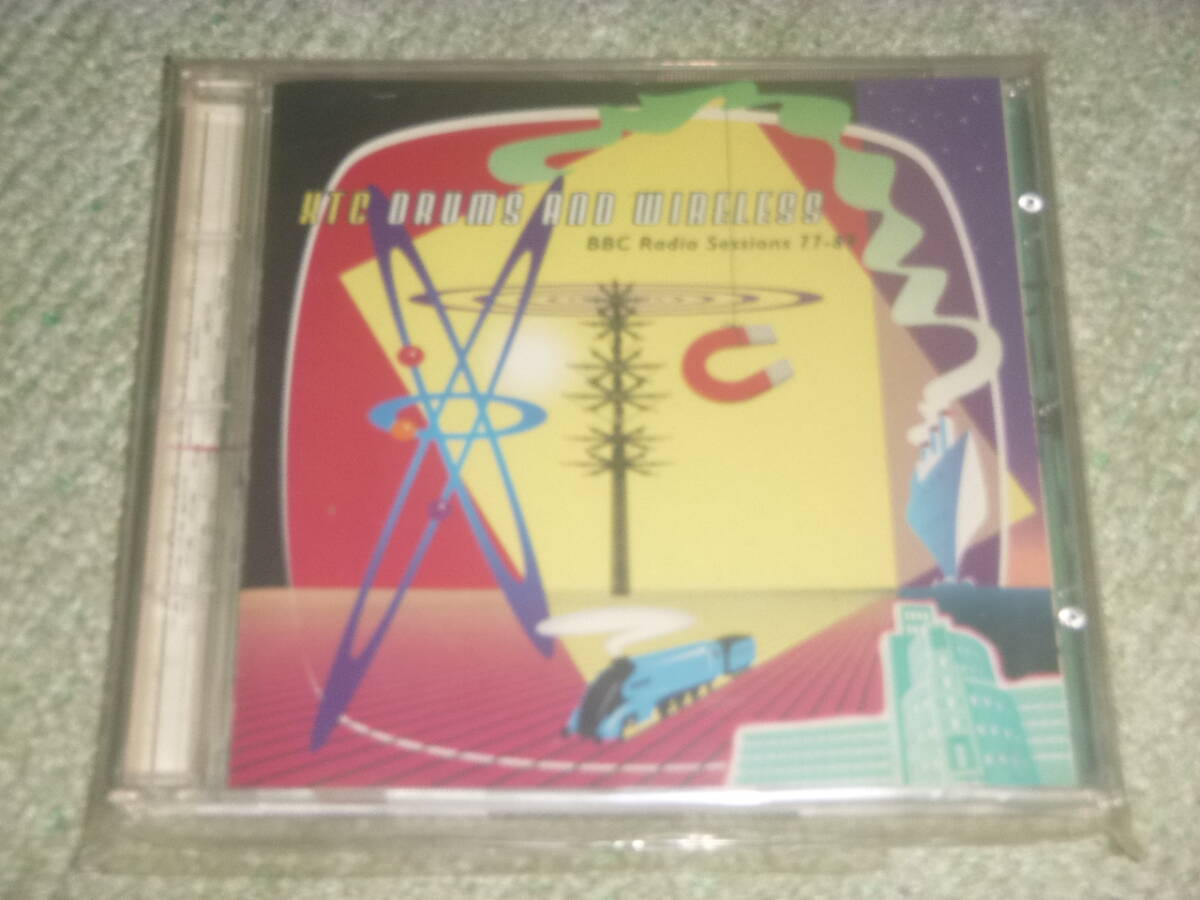 XTC DRUMS AND WIRELESS
BBC Radio Sessions 77-89